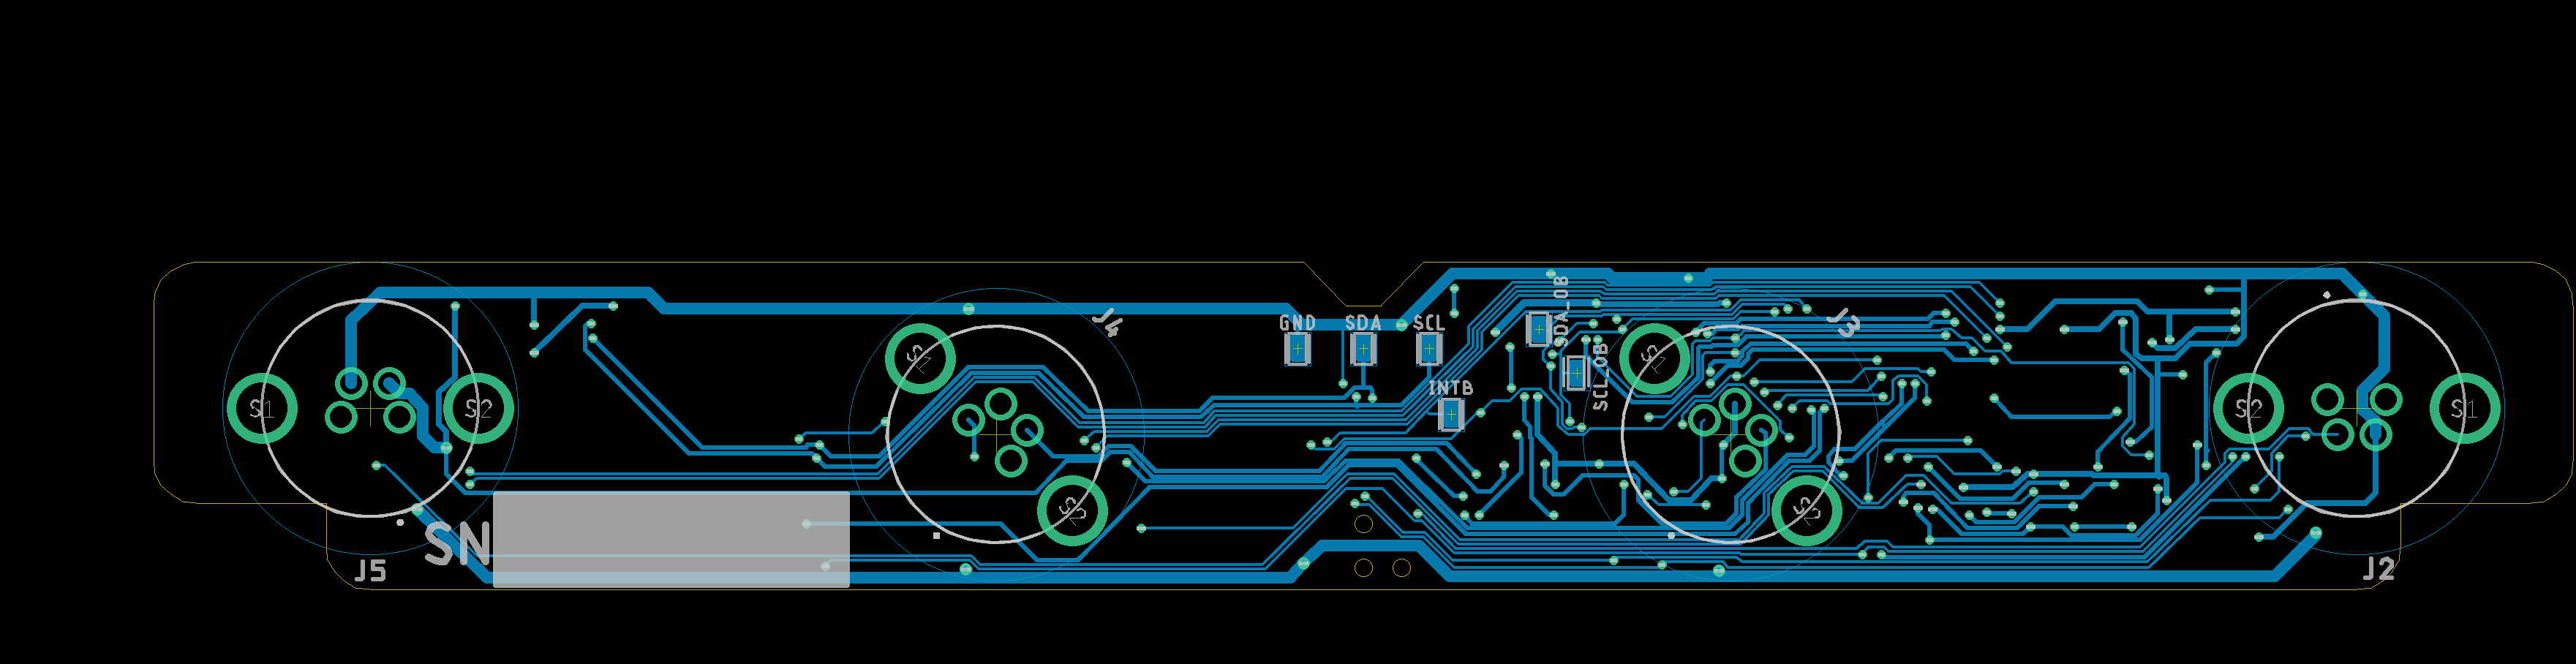 J4
J3
GND SDA SCL
SDA_OB
SCL_OB
INTB
S1
S1
S1 S2
S2 S1
S2
S2
SN
J5
J2